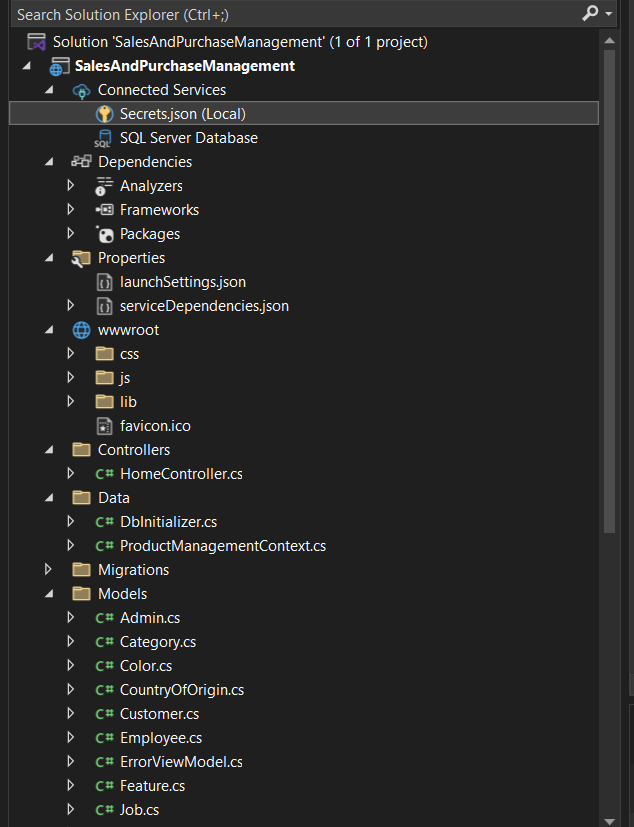 Search Solution Explorer (Ctrl+;)
Solution 'SalesAndPurchaseManagement' (1 of 1 project)
SalesAndPurchaseManagement
Connected Services
Secrets.json (Local)
SQL SQL Server Database
Dependencies
Analyzers
Frameworks
Packages
Properties
launchSettings.json
serviceDependencies.json
wwwroot
css
js
lib
favicon.ico
Controllers
C# HomeController.cs
Data
C# DbInitializer.cs
C# ProductManagementContext.cs
Migrations
Models
C# Admin.cs
C# Category.cs
C# Color.cs
C# CountryOfOrigin.cs
C# Customer.cs
C# Employee.cs
C# ErrorViewModel.cs
C# Feature.cs
C# Job.cs